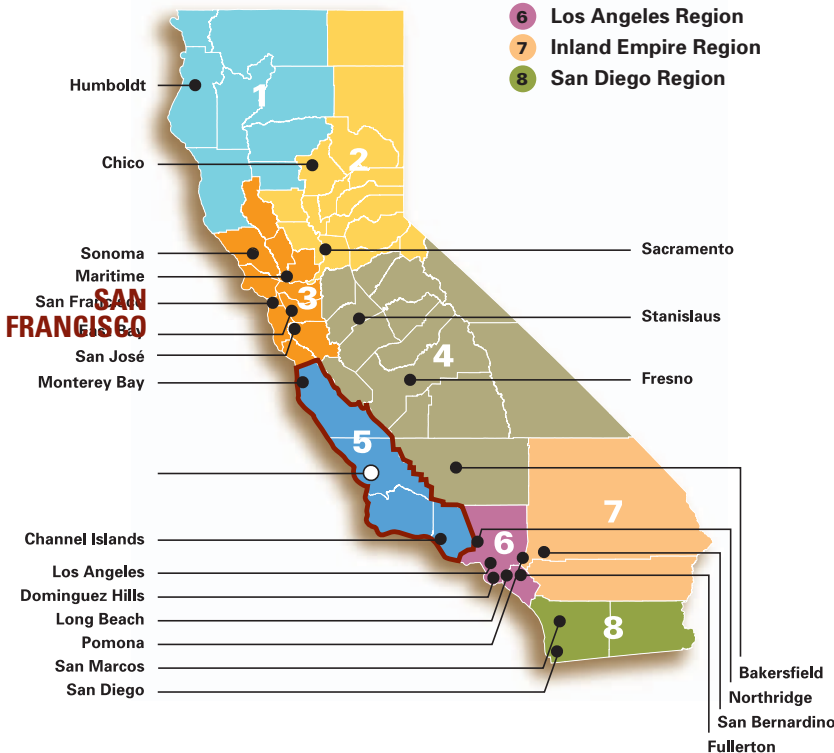 6 Los Angeles Region
7 Inland Empire Region
8 San Diego Region
Humboldt
1
Chico
2
Sonoma
Sacramento
Maritime
San Francisco
SAN
FRANCISCO
3
East Bay
Stanislaus
San José
4
Monterey Bay
Fresno
5
7
Channel Islands
6
Los Angeles
Dominguez Hills
Long Beach
8
Pomona
San Marcos
San Diego
Bakersfield
Northridge
San Bernardino
Fullerton